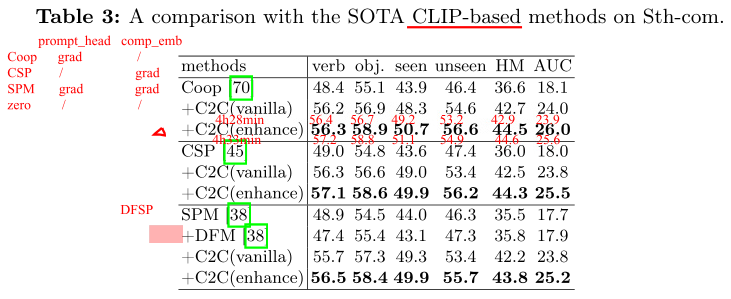 Table 3: A comparison with the SOTA CLIP-based methods on Sth-com.
prompt_head comp_emb
Coop grad /
CSP / grad
SPM grad grad
zero / /
methods verb obj. seen unseen HM AUC
Coop [70] 48.4 55.1 43.9 46.4 36.6 18.1
+C2C(vanilla) 56.2 56.9 48.3 54.6 42.7 24.0
4h28min 56.4 56.7 49.2 53.2 42.9 23.9
+C2C(enhance) 56.3 58.9 50.7 56.6 44.5 26.0
4h33min 57.2 58.8 51.1 54.9 44.6 25.6
CSP [45] 49.0 54.8 43.6 47.4 36.0 18.0
+C2C(vanilla) 56.3 56.6 49.0 53.4 42.5 23.8
+C2C(enhance) 57.1 58.6 49.9 56.2 44.3 25.5
DFSP
SPM [38] 48.9 54.5 44.0 46.3 35.5 17.7
+DFM [38] 47.4 55.4 43.1 47.3 35.8 17.9
+C2C(vanilla) 55.7 57.3 49.3 53.4 42.2 23.8
+C2C(enhance) 56.5 58.4 49.9 55.7 43.8 25.2